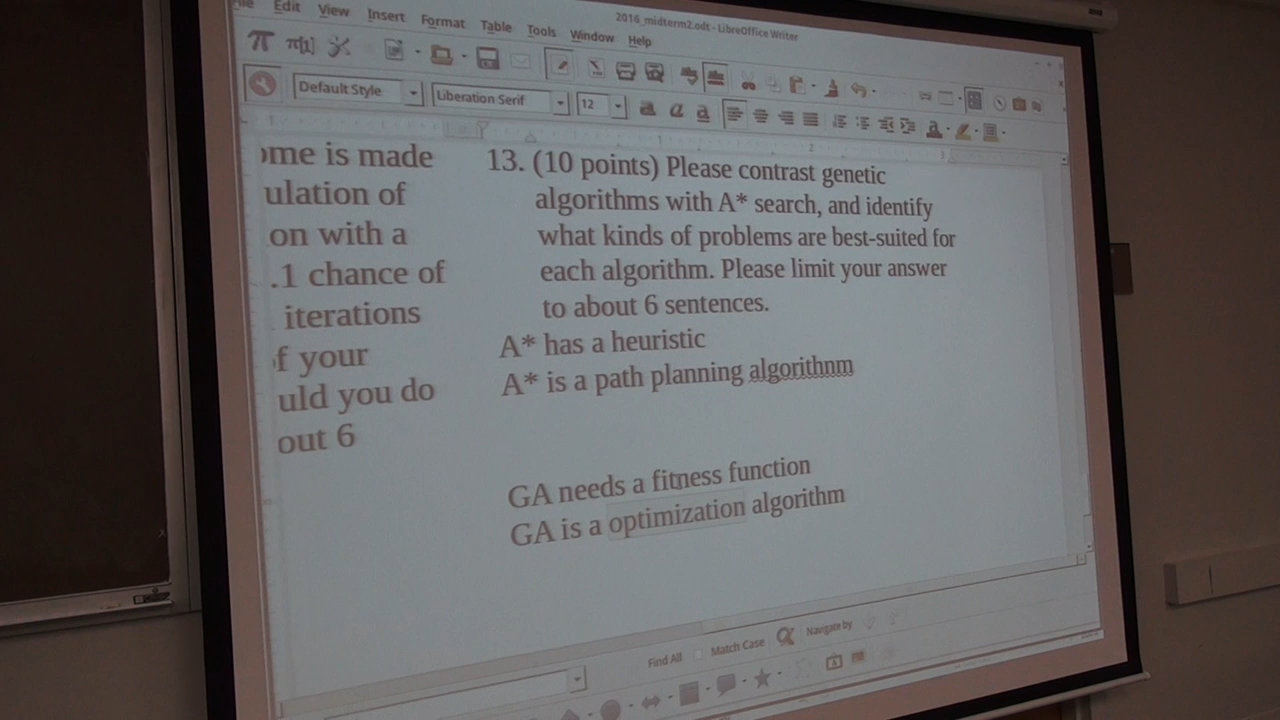 2016_midterm2.odt - LibreOffice Writer
Edit View Insert Format Table Tools Window Help
Default Style
Liberation Serif
12
1 2 3
ome is made
ulation of
on with a
.1 chance of
iterations
f your
uld you do
out 6
13. (10 points) Please contrast genetic
algorithms with A* search, and identify
what kinds of problems are best-suited for
each algorithm. Please limit your answer
to about 6 sentences.
A* has a heuristic
A* is a path planning algorithnm
GA needs a fitness function
GA is a optimization algorithm
Find All Match Case Navigate by